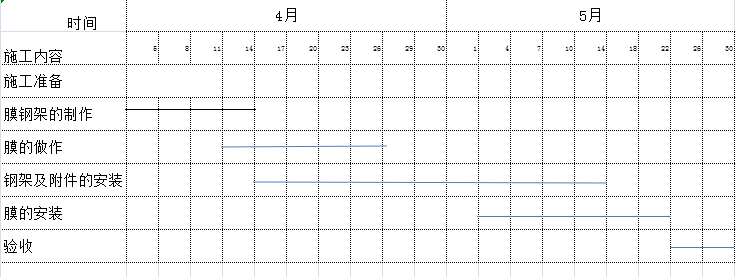 4月 5月
时间
5 8 11 14 17 20 23 26 29 30 1 4 7 10 14 18 22 26 30
施工内容
施工准备
膜钢架的制作
膜的做作
钢架及附件的安装
膜的安装
验收